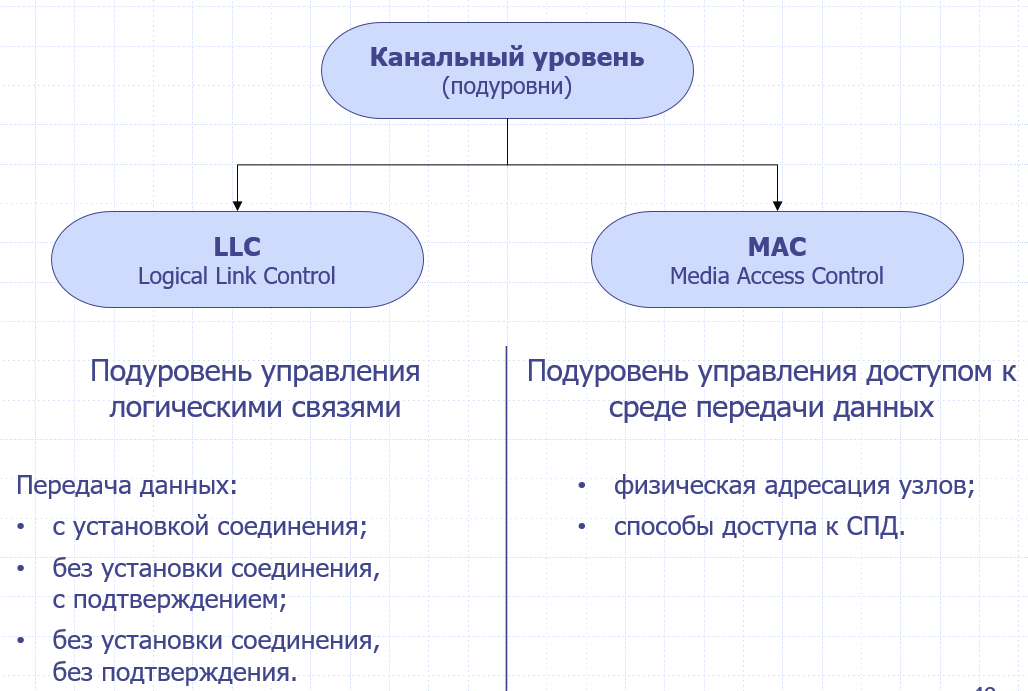 Канальный уровень
(подуровни)
LLC
Logical Link Control
MAC
Media Access Control
Подуровень управления
логическими связями
Передача данных:
• с установкой соединения;
• без установки соединения,
с подтверждением;
• без установки соединения,
без подтверждения.
Подуровень управления доступом к
среде передачи данных
• физическая адресация узлов;
• способы доступа к СПД.